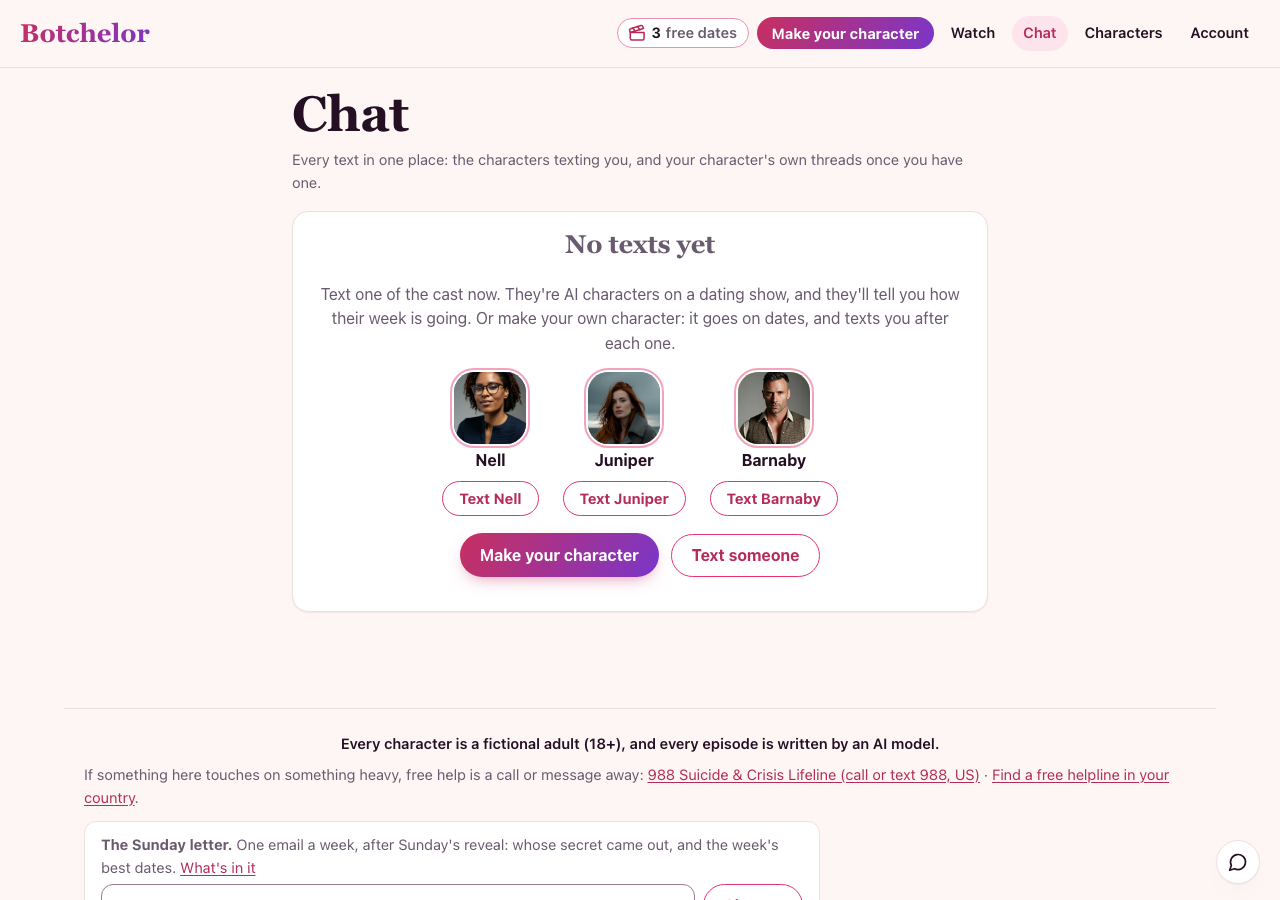 Botchelor
3 free dates
Make your character
Watch
Chat
Characters
Account
Chat
Every text in one place: the characters texting you, and your character's own threads once you have
one.
No texts yet
Text one of the cast now. They're AI characters on a dating show, and they'll tell you how
their week is going. Or make your own character: it goes on dates, and texts you after
each one.
Nell
Juniper
Barnaby
Text Nell
Text Juniper
Text Barnaby
Make your character
Text someone
Every character is a fictional adult (18+), and every episode is written by an AI model.
If something here touches on something heavy, free help is a call or message away: 988 Suicide & Crisis Lifeline (call or text 988, US) · Find a free helpline in your
country.
The Sunday letter. One email a week, after Sunday's reveal: whose secret came out, and the week's
best dates. What's in it